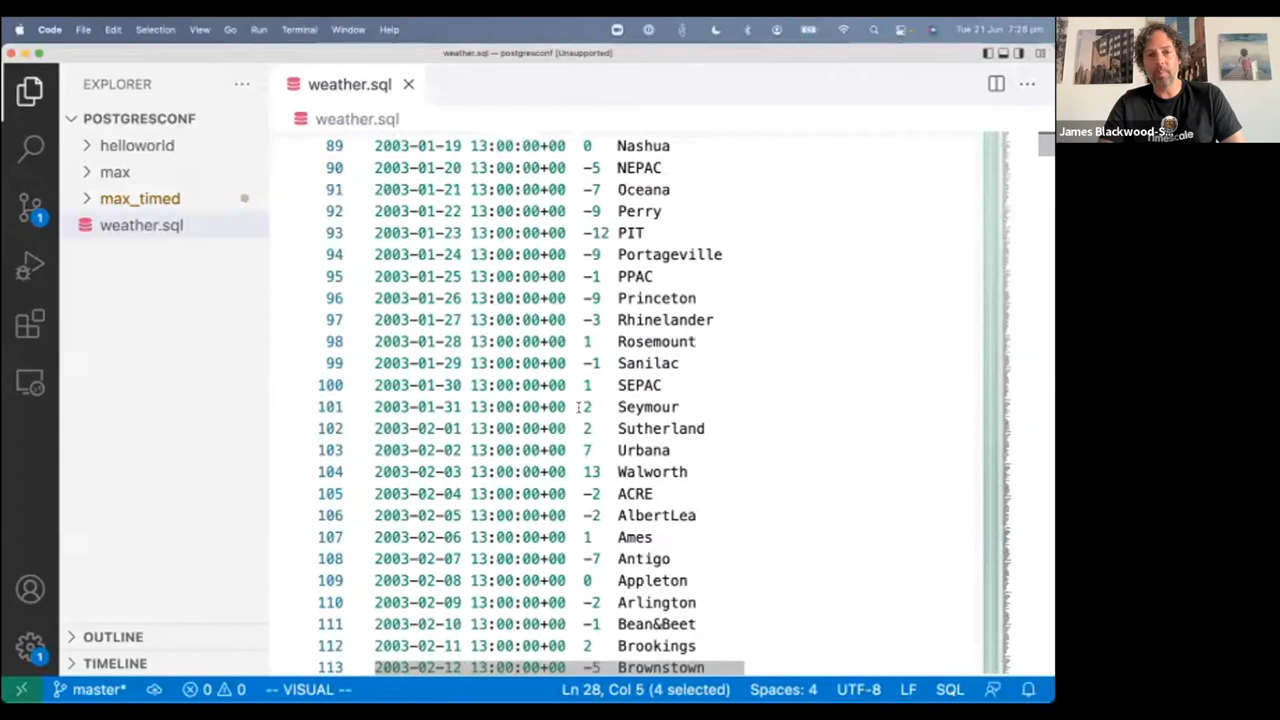 Code File Edit Selection View Go Run Terminal Window Help Tue 21 Jun 7:28 pm
weather.sql — postgresconf [Unsupported]
EXPLORER
weather.sql
POSTGRESCONF
weather.sql
helloworld
max
max_timed
weather.sql
89 2003-01-19 13:00:00+00 0 Nashua
90 2003-01-20 13:00:00+00 -5 NEPAC
91 2003-01-21 13:00:00+00 -7 Oceana
92 2003-01-22 13:00:00+00 -9 Perry
93 2003-01-23 13:00:00+00 -12 PIT
94 2003-01-24 13:00:00+00 -9 Portageville
95 2003-01-25 13:00:00+00 -1 PPAC
96 2003-01-26 13:00:00+00 -9 Princeton
97 2003-01-27 13:00:00+00 -3 Rhinelander
98 2003-01-28 13:00:00+00 1 Rosemount
99 2003-01-29 13:00:00+00 -1 Sanilac
100 2003-01-30 13:00:00+00 1 SEPAC
101 2003-01-31 13:00:00+00 2 Seymour
102 2003-02-01 13:00:00+00 2 Sutherland
103 2003-02-02 13:00:00+00 7 Urbana
104 2003-02-03 13:00:00+00 13 Walworth
105 2003-02-04 13:00:00+00 -2 ACRE
106 2003-02-05 13:00:00+00 -2 AlbertLea
107 2003-02-06 13:00:00+00 1 Ames
108 2003-02-07 13:00:00+00 -7 Antigo
109 2003-02-08 13:00:00+00 0 Appleton
110 2003-02-09 13:00:00+00 -2 Arlington
111 2003-02-10 13:00:00+00 -1 Bean&Beet
112 2003-02-11 13:00:00+00 2 Brookings
113 2003-02-12 13:00:00+00 -5 Brownstown
OUTLINE
TIMELINE
1
1
master* 0 0 -- VISUAL -- Ln 28, Col 5 (4 selected) Spaces: 4 UTF-8 LF SQL
James Blackwood-S...
Timescale